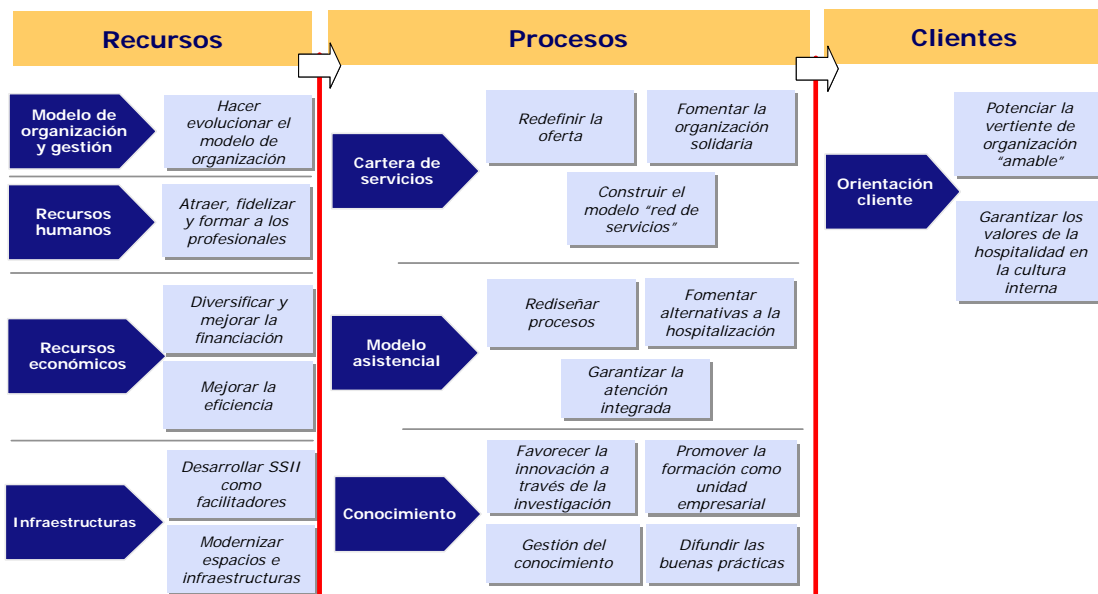 Recursos
Procesos
Clientes
Modelo de
organización
y gestión
Hacer
evolucionar el
modelo de
organización
Recursos
humanos
Atraer, fidelizar
y formar a los
profesionales
Recursos
económicos
Diversificar y
mejorar la
financiación
Mejorar la
eficiencia
Infraestructuras
Desarrollar SSII
como
facilitadores
Modernizar
espacios e
infraestructuras
Cartera de
servicios
Redefinir la
oferta
Fomentar la
organización
solidaria
Construir el
modelo “red de
servicios”
Modelo
asistencial
Rediseñar
procesos
Fomentar
alternativas a la
hospitalización
Garantizar la
atención
integrada
Conocimiento
Favorecer la
innovación a
través de la
investigación
Promover la
formación como
unidad
empresarial
Gestión del
conocimiento
Difundir las
buenas prácticas
Orientación
cliente
Potenciar la
vertiente de
organización
“amable”
Garantizar los
valores de la
hospitalidad en
la cultura
interna